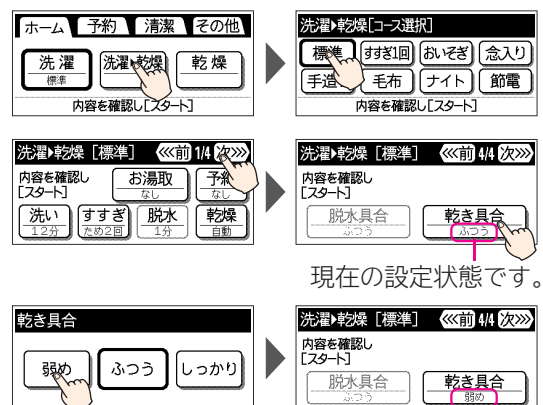 ホーム 予約 清潔 その他
洗濯 洗濯▶乾燥 乾燥
標準
内容を確認し[スタート]
洗濯▶乾燥[コース選択]
標準 すすぎ1回 おいそぎ 念入り
手造 毛布 ナイト 節電
内容を確認し[スタート]
洗濯▶乾燥 [標準] 《《前 1/4 次》》
内容を確認し
[スタート]
お湯取 予約
なし なし
洗い すすぎ 脱水 乾燥
12分 ため2回 1分 自動
洗濯▶乾燥 [標準] 《《前 4/4 次》》
内容を確認し
[スタート]
脱水具合 乾き具合
ふつう ふつう
現在の設定状態です。
乾き具合
弱め ふつう しっかり
洗濯▶乾燥 [標準] 《《前 4/4 次》》
内容を確認し
[スタート]
脱水具合 乾き具合
ふつう 弱め